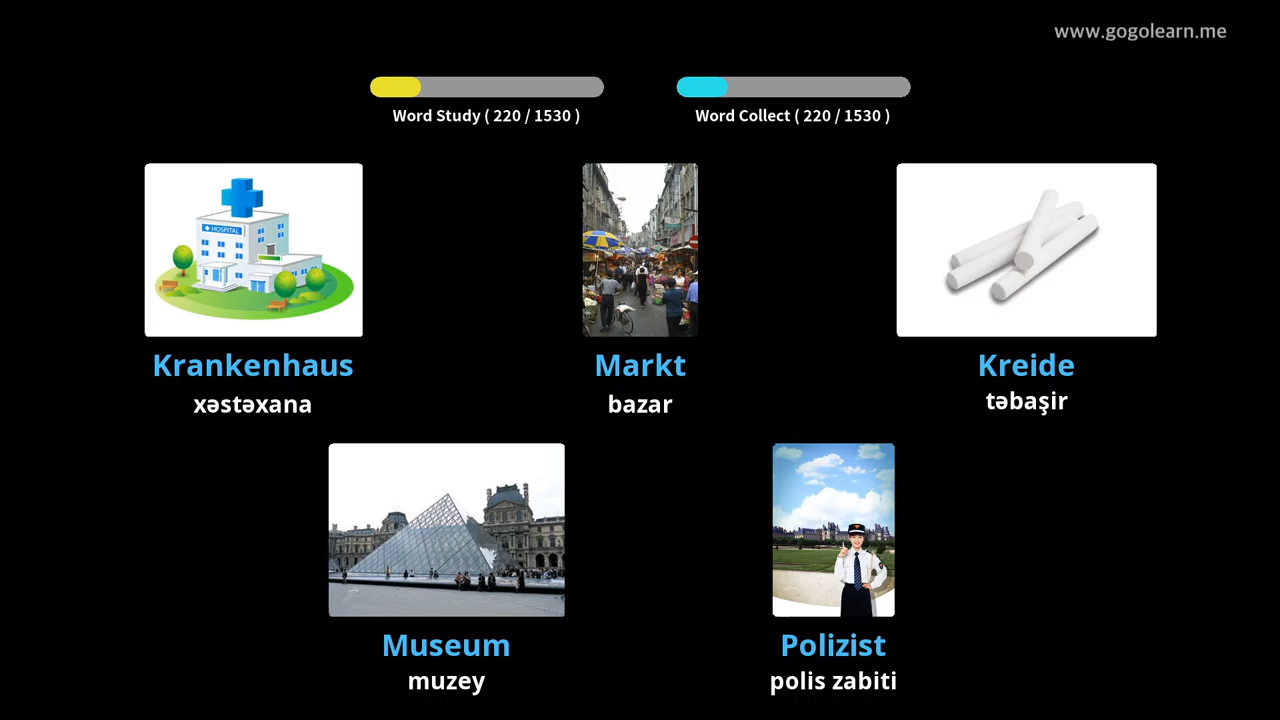 www.gogolearn.me
Word Study ( 220 / 1530 )
Word Collect ( 220 / 1530 )
HOSPITAL
Krankenhaus
xəstəxana
Markt
bazar
Kreide
təbaşir
Museum
muzey
Polizist
polis zabiti